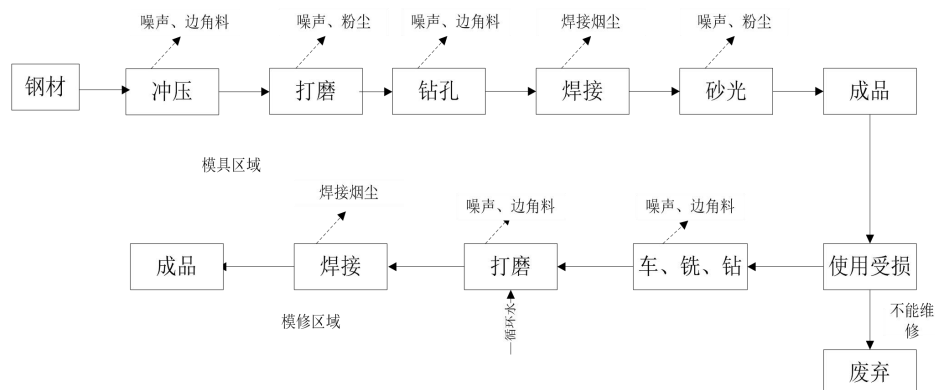 噪声、边角料
噪声、粉尘
噪声、边角料
焊接烟尘
噪声、粉尘
钢材
冲压
打磨
钻孔
焊接
砂光
成品
模具区域
焊接烟尘
噪声、边角料
噪声、边角料
成品
焊接
打磨
车、铣、钻
使用受损
模修区域
循环水
不能维
修
废弃